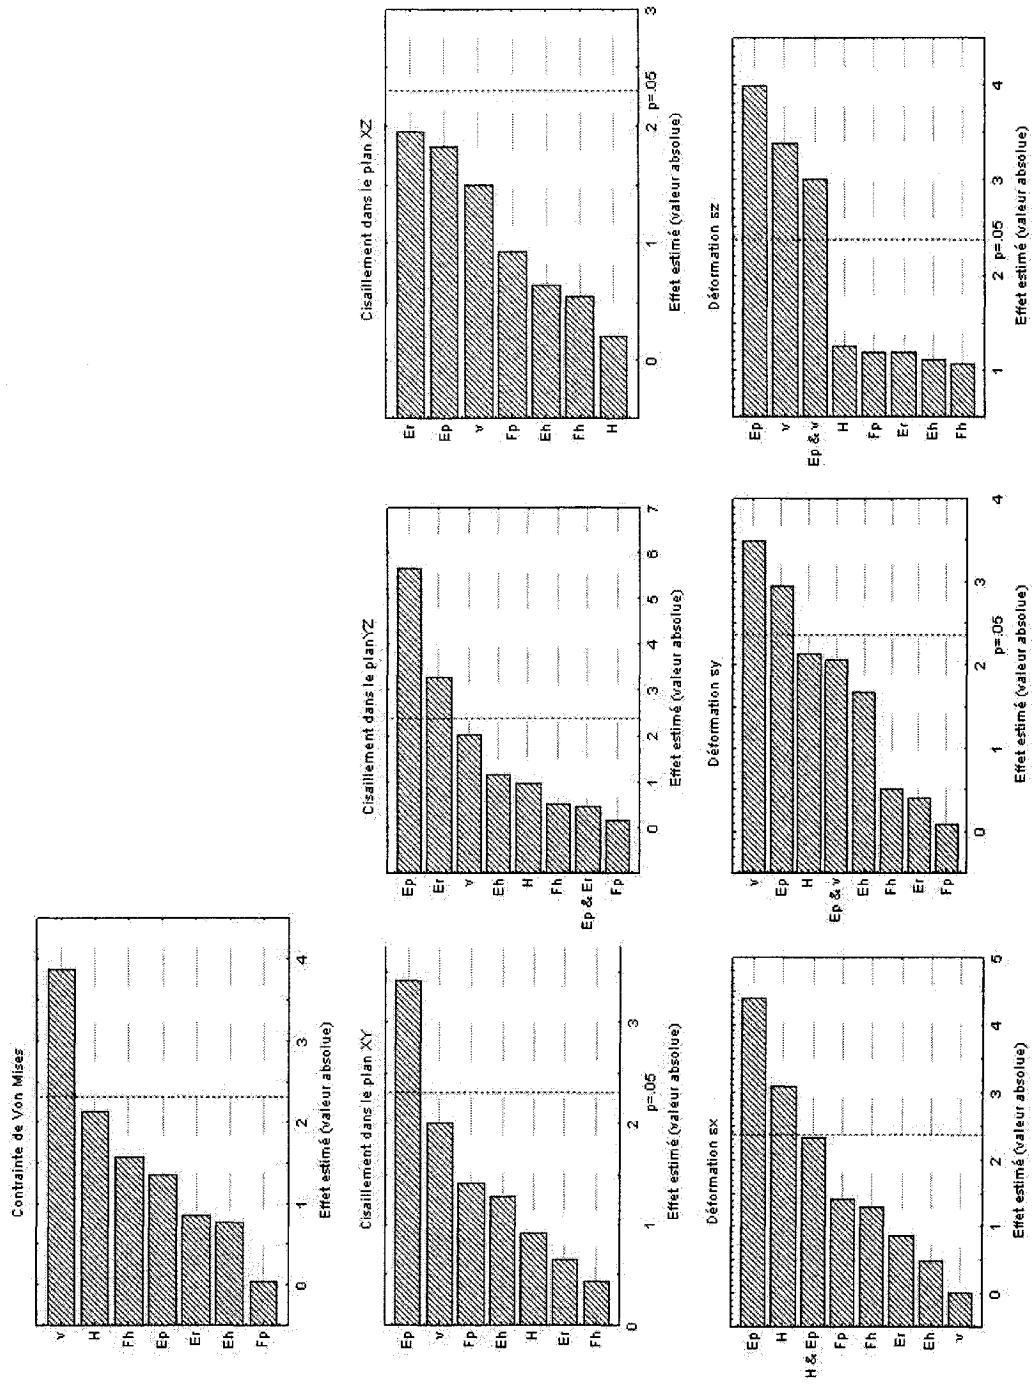 Contrainte de Von Mises
v
H
Fh
Ep
Er
Eh
Fp
0 1 2 3 4
Effet estimé (valeur absolue)
Cisaillement dans le plan XY
Ep
v
Fp
Eh
H
Er
Fh
0 1 2 p=.05 3
Effet estimé (valeur absolue)
Cisaillement dans le planYZ
Ep
Er
v
Eh
H
Fh
Ep & Er
Fp
0 1 2 3 4 5 6 7
Effet estimé (valeur absolue)
Cisaillement dans le plan XZ
Er
Ep
v
Fp
Eh
Fh
H
0 1 2 p=.05 3
Effet estimé (valeur absolue)
Déformation εx
Ep
H
H & Ep
Fp
Fh
Er
Eh
v
0 1 2 3 4 5
Effet estimé (valeur absolue)
Déformation εy
v
Ep
H
Ep & v
Eh
Fh
Er
Fp
0 1 2 p=.05 3 4
Effet estimé (valeur absolue)
Déformation εz
Ep
v
Ep & v
H
Fp
Er
Eh
Fh
1 2 p=.05 3 4
Effet estimé (valeur absolue)